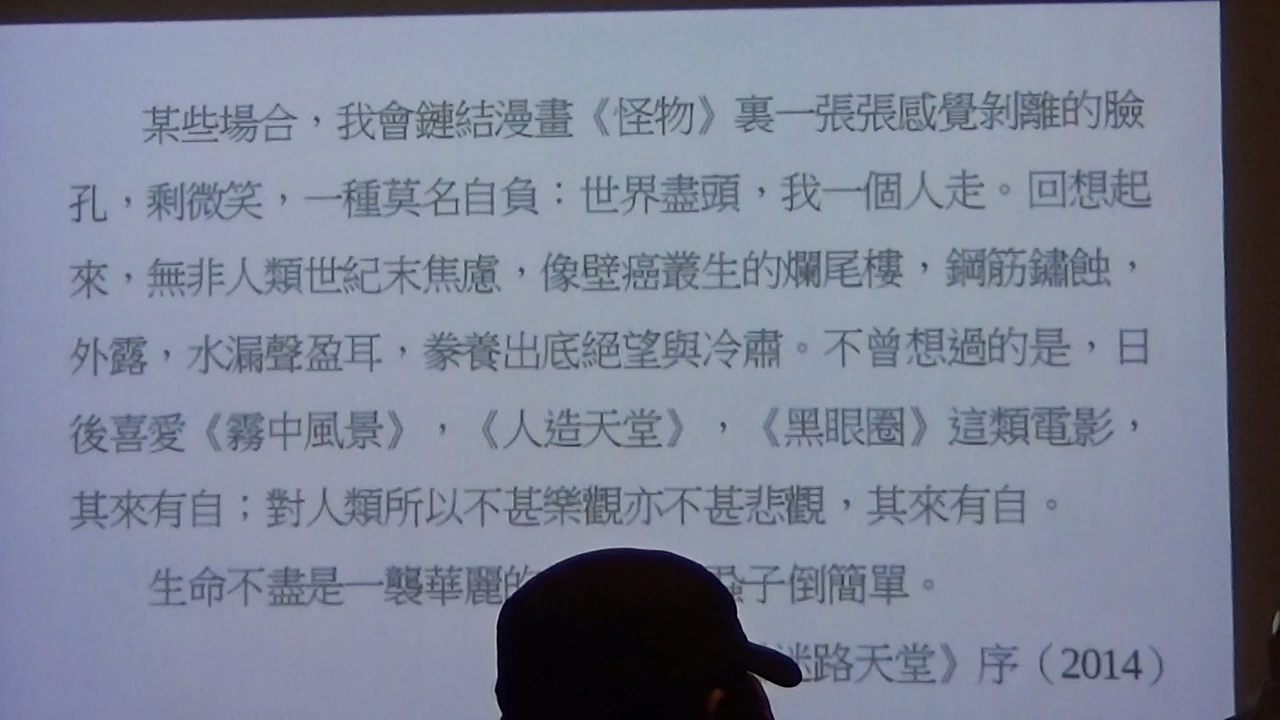 某些場合，我會鏈結漫畫《怪物》裏一張張感覺剝離的臉
孔，剩微笑，一種莫名自負：世界盡頭，我一個人走。回想起
來，無非人類世紀末焦慮，像壁癌叢生的爛尾樓，鋼筋鏽蝕，
外露，水漏聲盈耳，豢養出底絕望與冷肅。不曾想過的是，日
後喜愛《霧中風景》，《人造天堂》，《黑眼圈》這類電影，
其來有自；對人類所以不甚樂觀亦不甚悲觀，其來有自。
生命不盡是一襲華麗的 子倒簡單。
迷路天堂》序（2014）